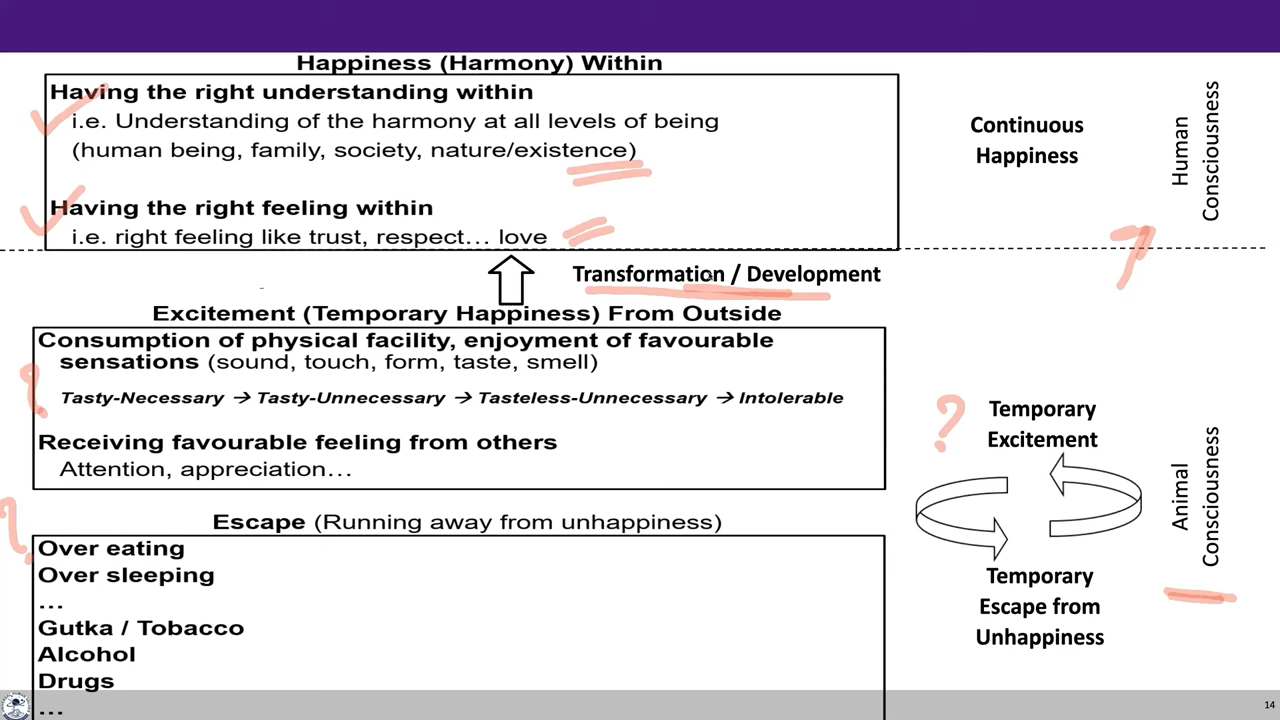 Happiness (Harmony) Within
Having the right understanding within
i.e. Understanding of the harmony at all levels of being
(human being, family, society, nature/existence)
Having the right feeling within
i.e. right feeling like trust, respect... love
Continuous
Happiness
Human
Consciousness
Transformation / Development
Excitement (Temporary Happiness) From Outside
Consumption of physical facility, enjoyment of favourable
sensations (sound, touch, form, taste, smell)
Tasty-Necessary → Tasty-Unnecessary → Tasteless-Unnecessary → Intolerable
Receiving favourable feeling from others
Attention, appreciation...
?
?
?
Temporary
Excitement
Temporary
Escape from
Unhappiness
Animal
Consciousness
Escape (Running away from unhappiness)
Over eating
Over sleeping
...
Gutka / Tobacco
Alcohol
Drugs
...
14